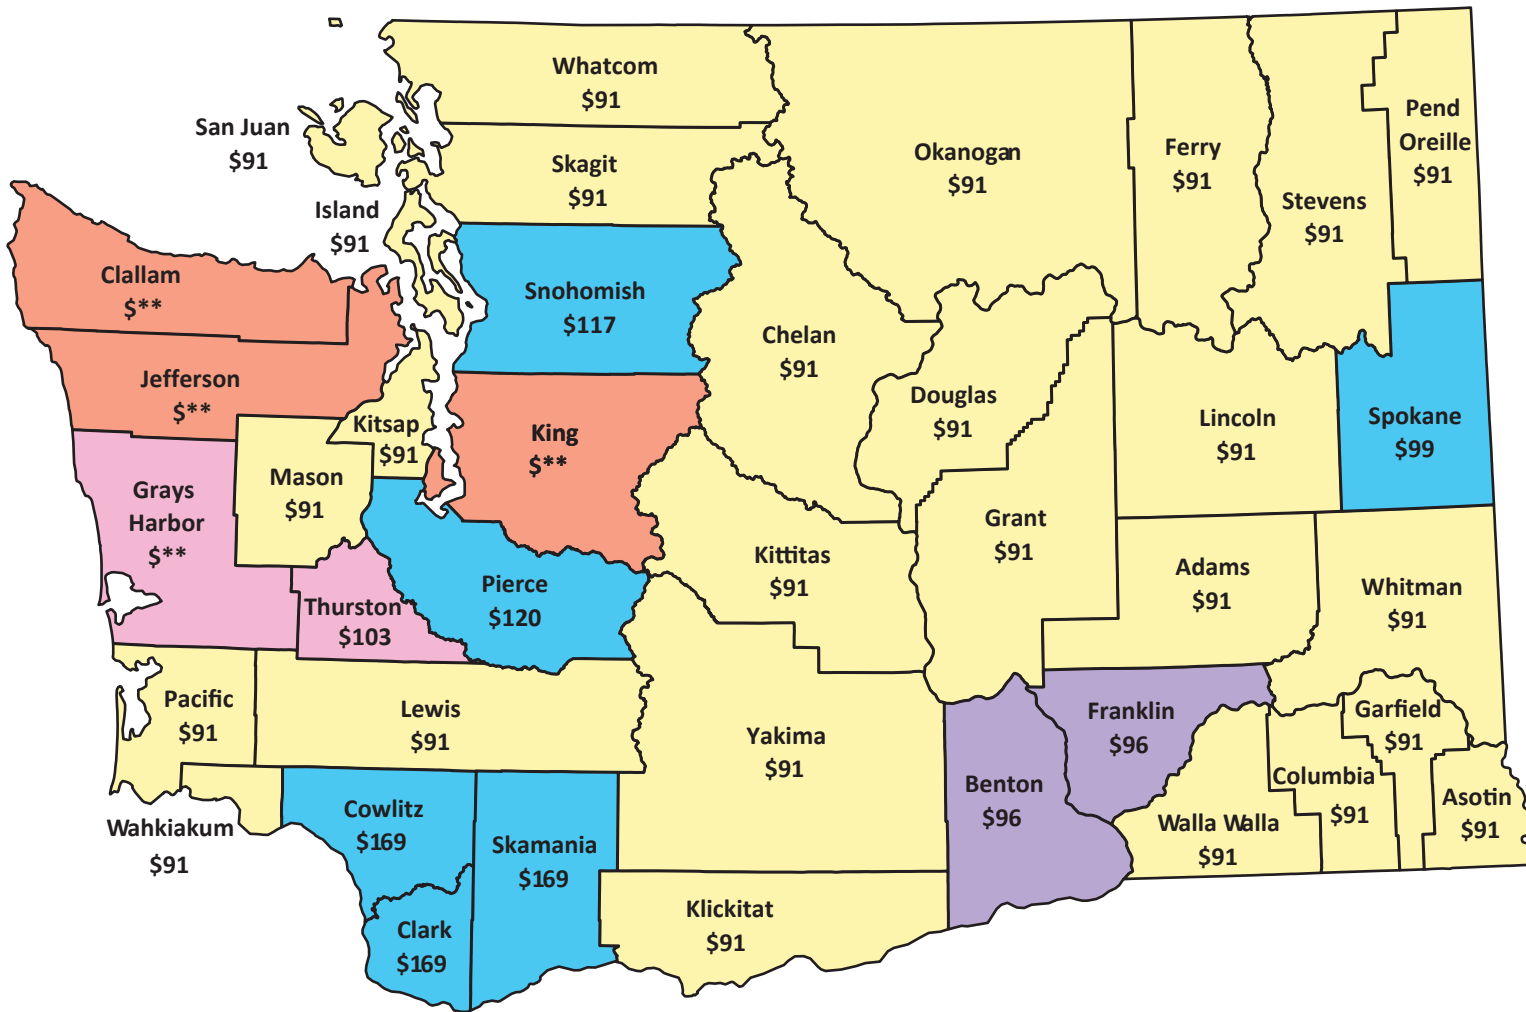 Whatcom
$91
San Juan
$91
Skagit
$91
Island
$91
Okanogan
$91
Ferry
$91
Stevens
$91
Pend
Oreille
$91
Clallam
$**
Snohomish
$117
Jefferson
$**
Chelan
$91
Douglas
$91
Kitsap
$91
King
$**
Lincoln
$91
Spokane
$99
Grays
Harbor
$**
Mason
$91
Grant
$91
Kittitas
$91
Adams
$91
Whitman
$91
Thurston
$103
Pierce
$120
Pacific
$91
Lewis
$91
Yakima
$91
Franklin
$96
Garfield
$91
Benton
$96
Columbia
$91
Asotin
$91
Walla Walla
$91
Wahkiakum
$91
Cowlitz
$169
Skamania
$169
Clark
$169
Klickitat
$91